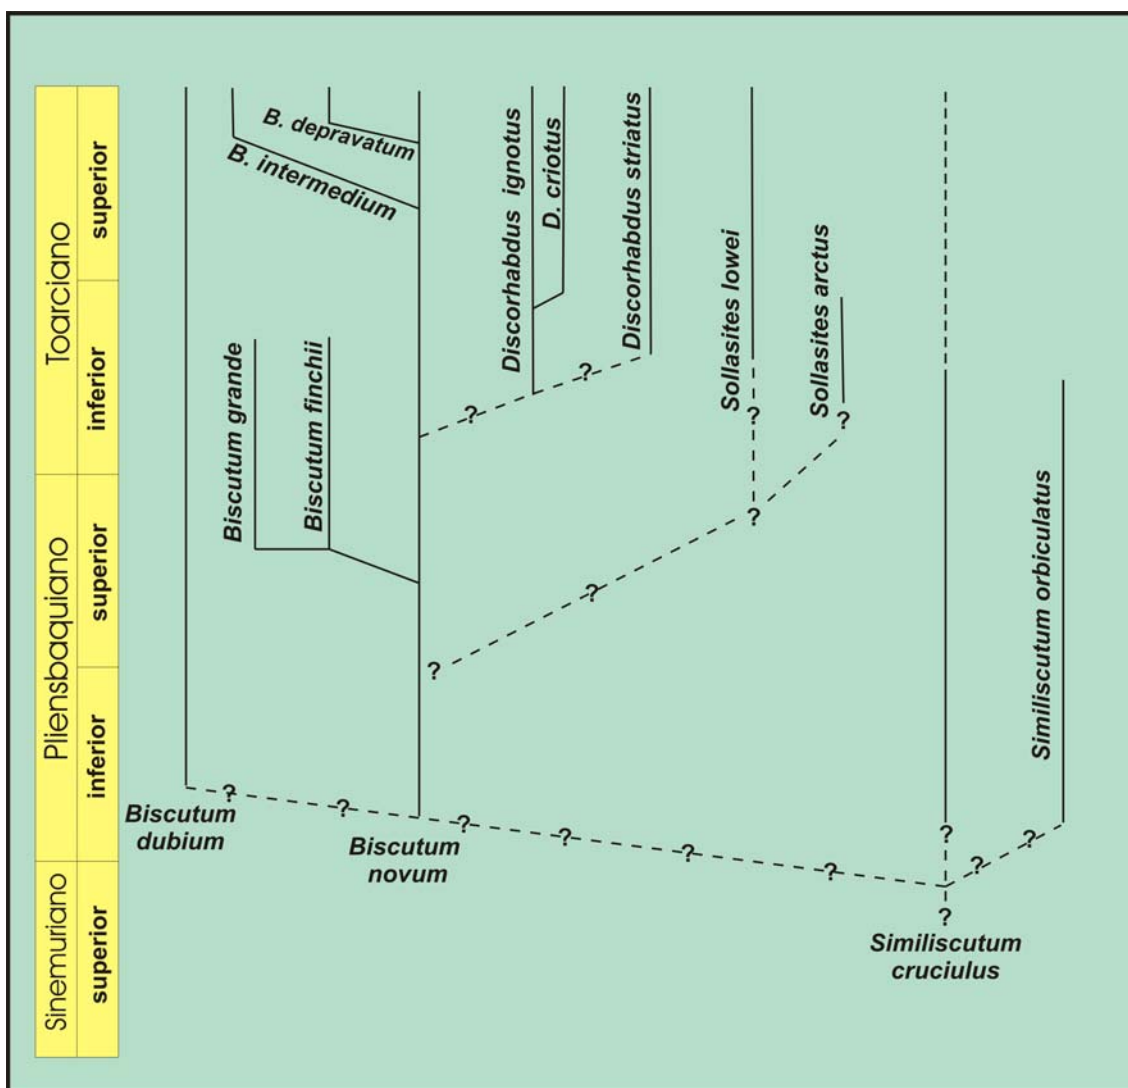 Toarciano
superior
inferior
Pliensbaquiano
superior
inferior
Sinemuriano
superior
B. depravatum
B. intermedium
Discorhabdus ignotus
D. criotus
Discorhabdus striatus
Sollasites lowei
Sollasites arctus
Biscutum grande
Biscutum finchii
Similiscutum orbiculatus
?
?
?
?
?
?
?
Biscutum
dubium
?
?
Biscutum
novum
?
?
?
?
?
?
?
?
Similiscutum
cruciulus